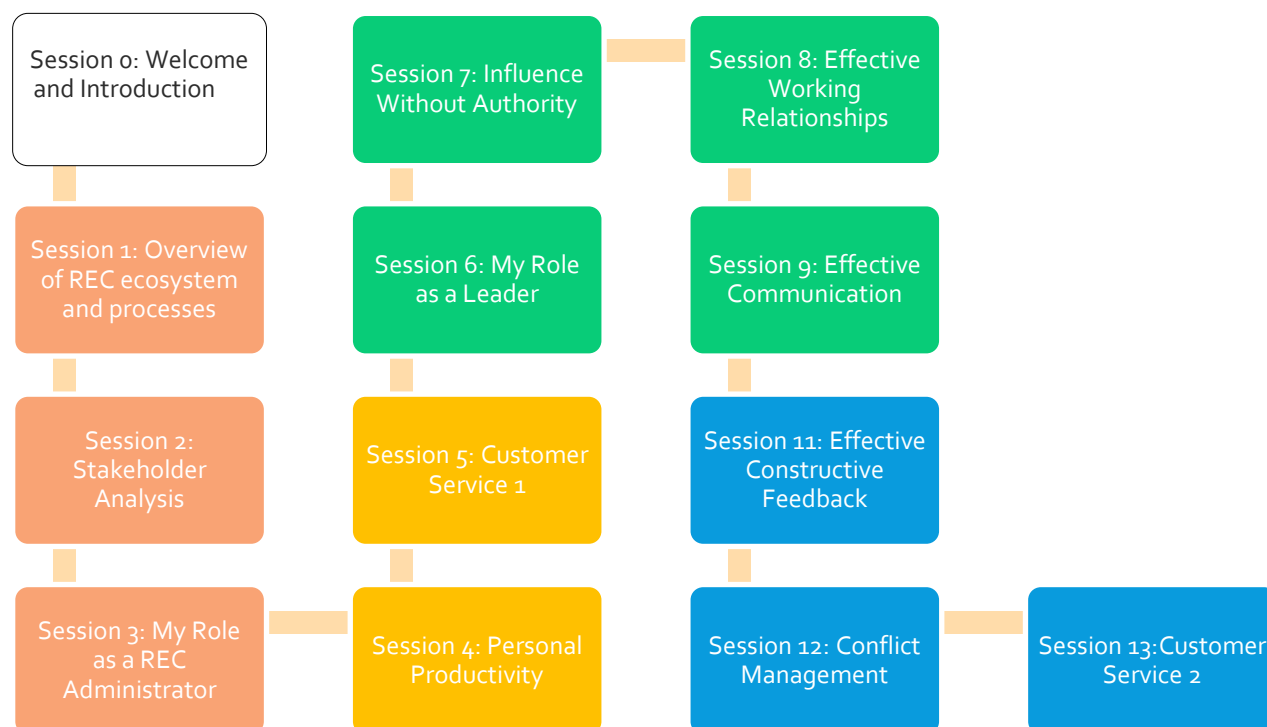 Session 0: Welcome
and Introduction
Session 1: Overview
of REC ecosystem
and processes
Session 2:
Stakeholder
Analysis
Session 3: My Role
as a REC
Administrator
Session 4: Personal
Productivity
Session 5: Customer
Service 1
Session 6: My Role
as a Leader
Session 7: Influence
Without Authority
Session 8: Effective
Working
Relationships
Session 9: Effective
Communication
Session 11: Effective
Constructive
Feedback
Session 12: Conflict
Management
Session 13:Customer
Service 2